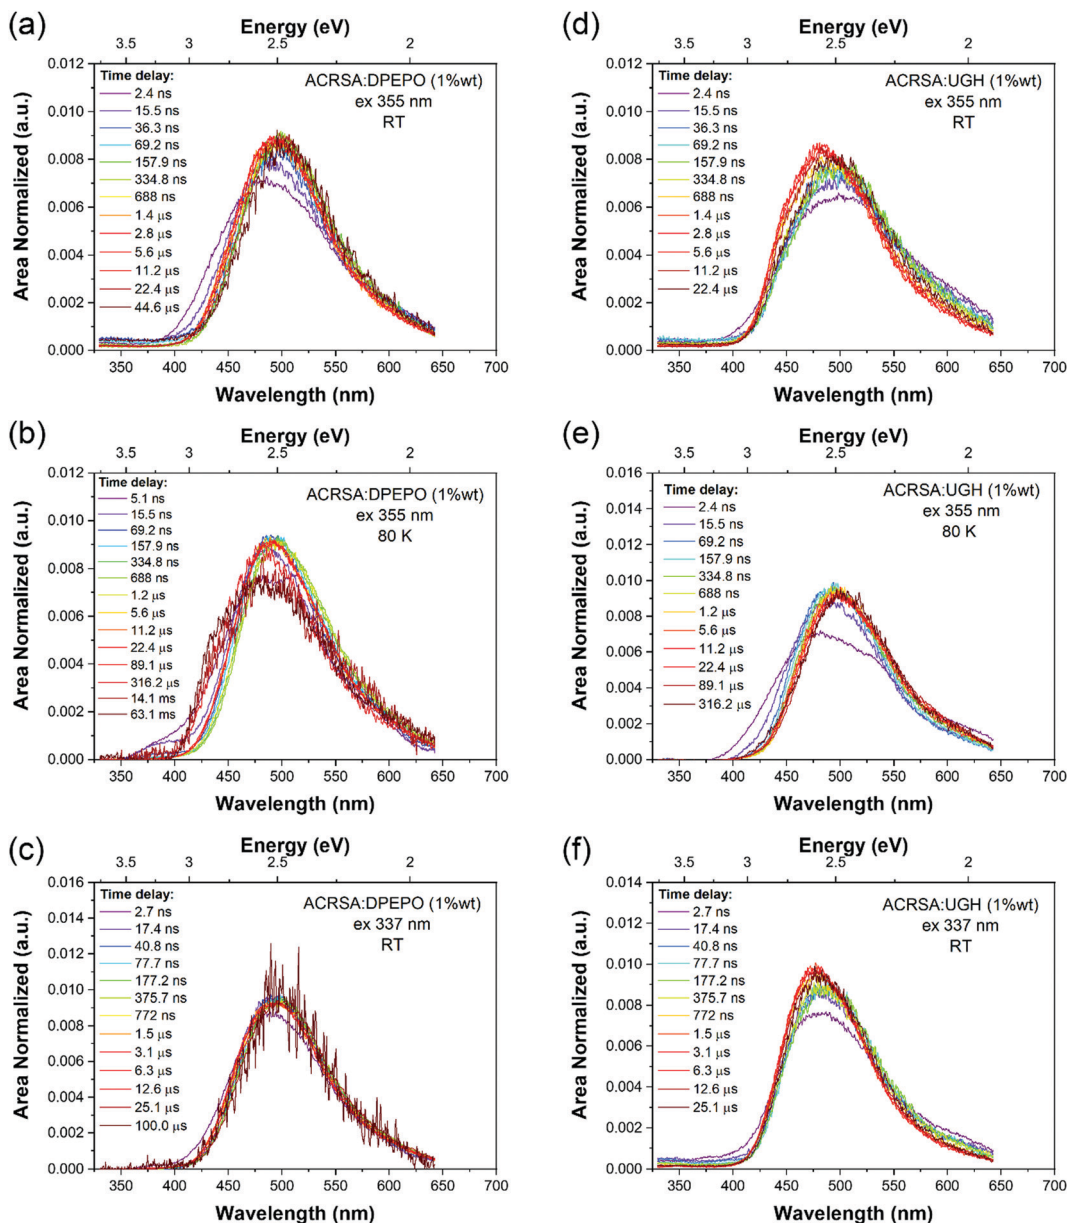 (a)
Energy (eV)
3.5 3 2.5 2
0.012
0.010
0.008
0.006
0.004
0.002
0.000
Area Normalized (a.u.)
Time delay:
2.4 ns
15.5 ns
36.3 ns
69.2 ns
157.9 ns
334.8 ns
688 ns
1.4 μs
2.8 μs
5.6 μs
11.2 μs
22.4 μs
44.6 μs
ACRSA:DPEPO (1%wt)
ex 355 nm
RT
350 400 450 500 550 600 650 700
Wavelength (nm)
(d)
Energy (eV)
3.5 3 2.5 2
0.012
0.010
0.008
0.006
0.004
0.002
0.000
Area Normalized (a.u.)
Time delay:
2.4 ns
15.5 ns
36.3 ns
69.2 ns
157.9 ns
334.8 ns
688 ns
1.4 μs
2.8 μs
5.6 μs
11.2 μs
22.4 μs
ACRSA:UGH (1%wt)
ex 355 nm
RT
350 400 450 500 550 600 650 700
Wavelength (nm)
(b)
Energy (eV)
3.5 3 2.5 2
0.012
0.010
0.008
0.006
0.004
0.002
0.000
Area Normalized (a.u.)
Time delay:
5.1 ns
15.5 ns
69.2 ns
157.9 ns
334.8 ns
688 ns
1.2 μs
5.6 μs
11.2 μs
22.4 μs
89.1 μs
316.2 μs
14.1 ms
63.1 ms
ACRSA:DPEPO (1%wt)
ex 355 nm
80 K
350 400 450 500 550 600 650 700
Wavelength (nm)
(e)
Energy (eV)
3.5 3 2.5 2
0.016
0.014
0.012
0.010
0.008
0.006
0.004
0.002
0.000
Area Normalized (a.u.)
Time delay:
2.4 ns
15.5 ns
69.2 ns
157.9 ns
334.8 ns
688 ns
1.2 μs
5.6 μs
11.2 μs
22.4 μs
89.1 μs
316.2 μs
ACRSA:UGH (1%wt)
ex 355 nm
80 K
350 400 450 500 550 600 650 700
Wavelength (nm)
(c)
Energy (eV)
3.5 3 2.5 2
0.016
0.014
0.012
0.010
0.008
0.006
0.004
0.002
0.000
Area Normalized (a.u.)
Time delay:
2.7 ns
17.4 ns
40.8 ns
77.7 ns
177.2 ns
375.7 ns
772 ns
1.5 μs
3.1 μs
6.3 μs
12.6 μs
25.1 μs
100.0 μs
ACRSA:DPEPO (1%wt)
ex 337 nm
RT
350 400 450 500 550 600 650 700
Wavelength (nm)
(f)
Energy (eV)
3.5 3 2.5 2
0.014
0.012
0.010
0.008
0.006
0.004
0.002
0.000
Area Normalized (a.u.)
Time delay:
2.7 ns
17.4 ns
40.8 ns
77.7 ns
177.2 ns
375.7 ns
772 ns
1.5 μs
3.1 μs
6.3 μs
12.6 μs
25.1 μs
ACRSA:UGH (1%wt)
ex 337 nm
RT
350 400 450 500 550 600 650 700
Wavelength (nm)